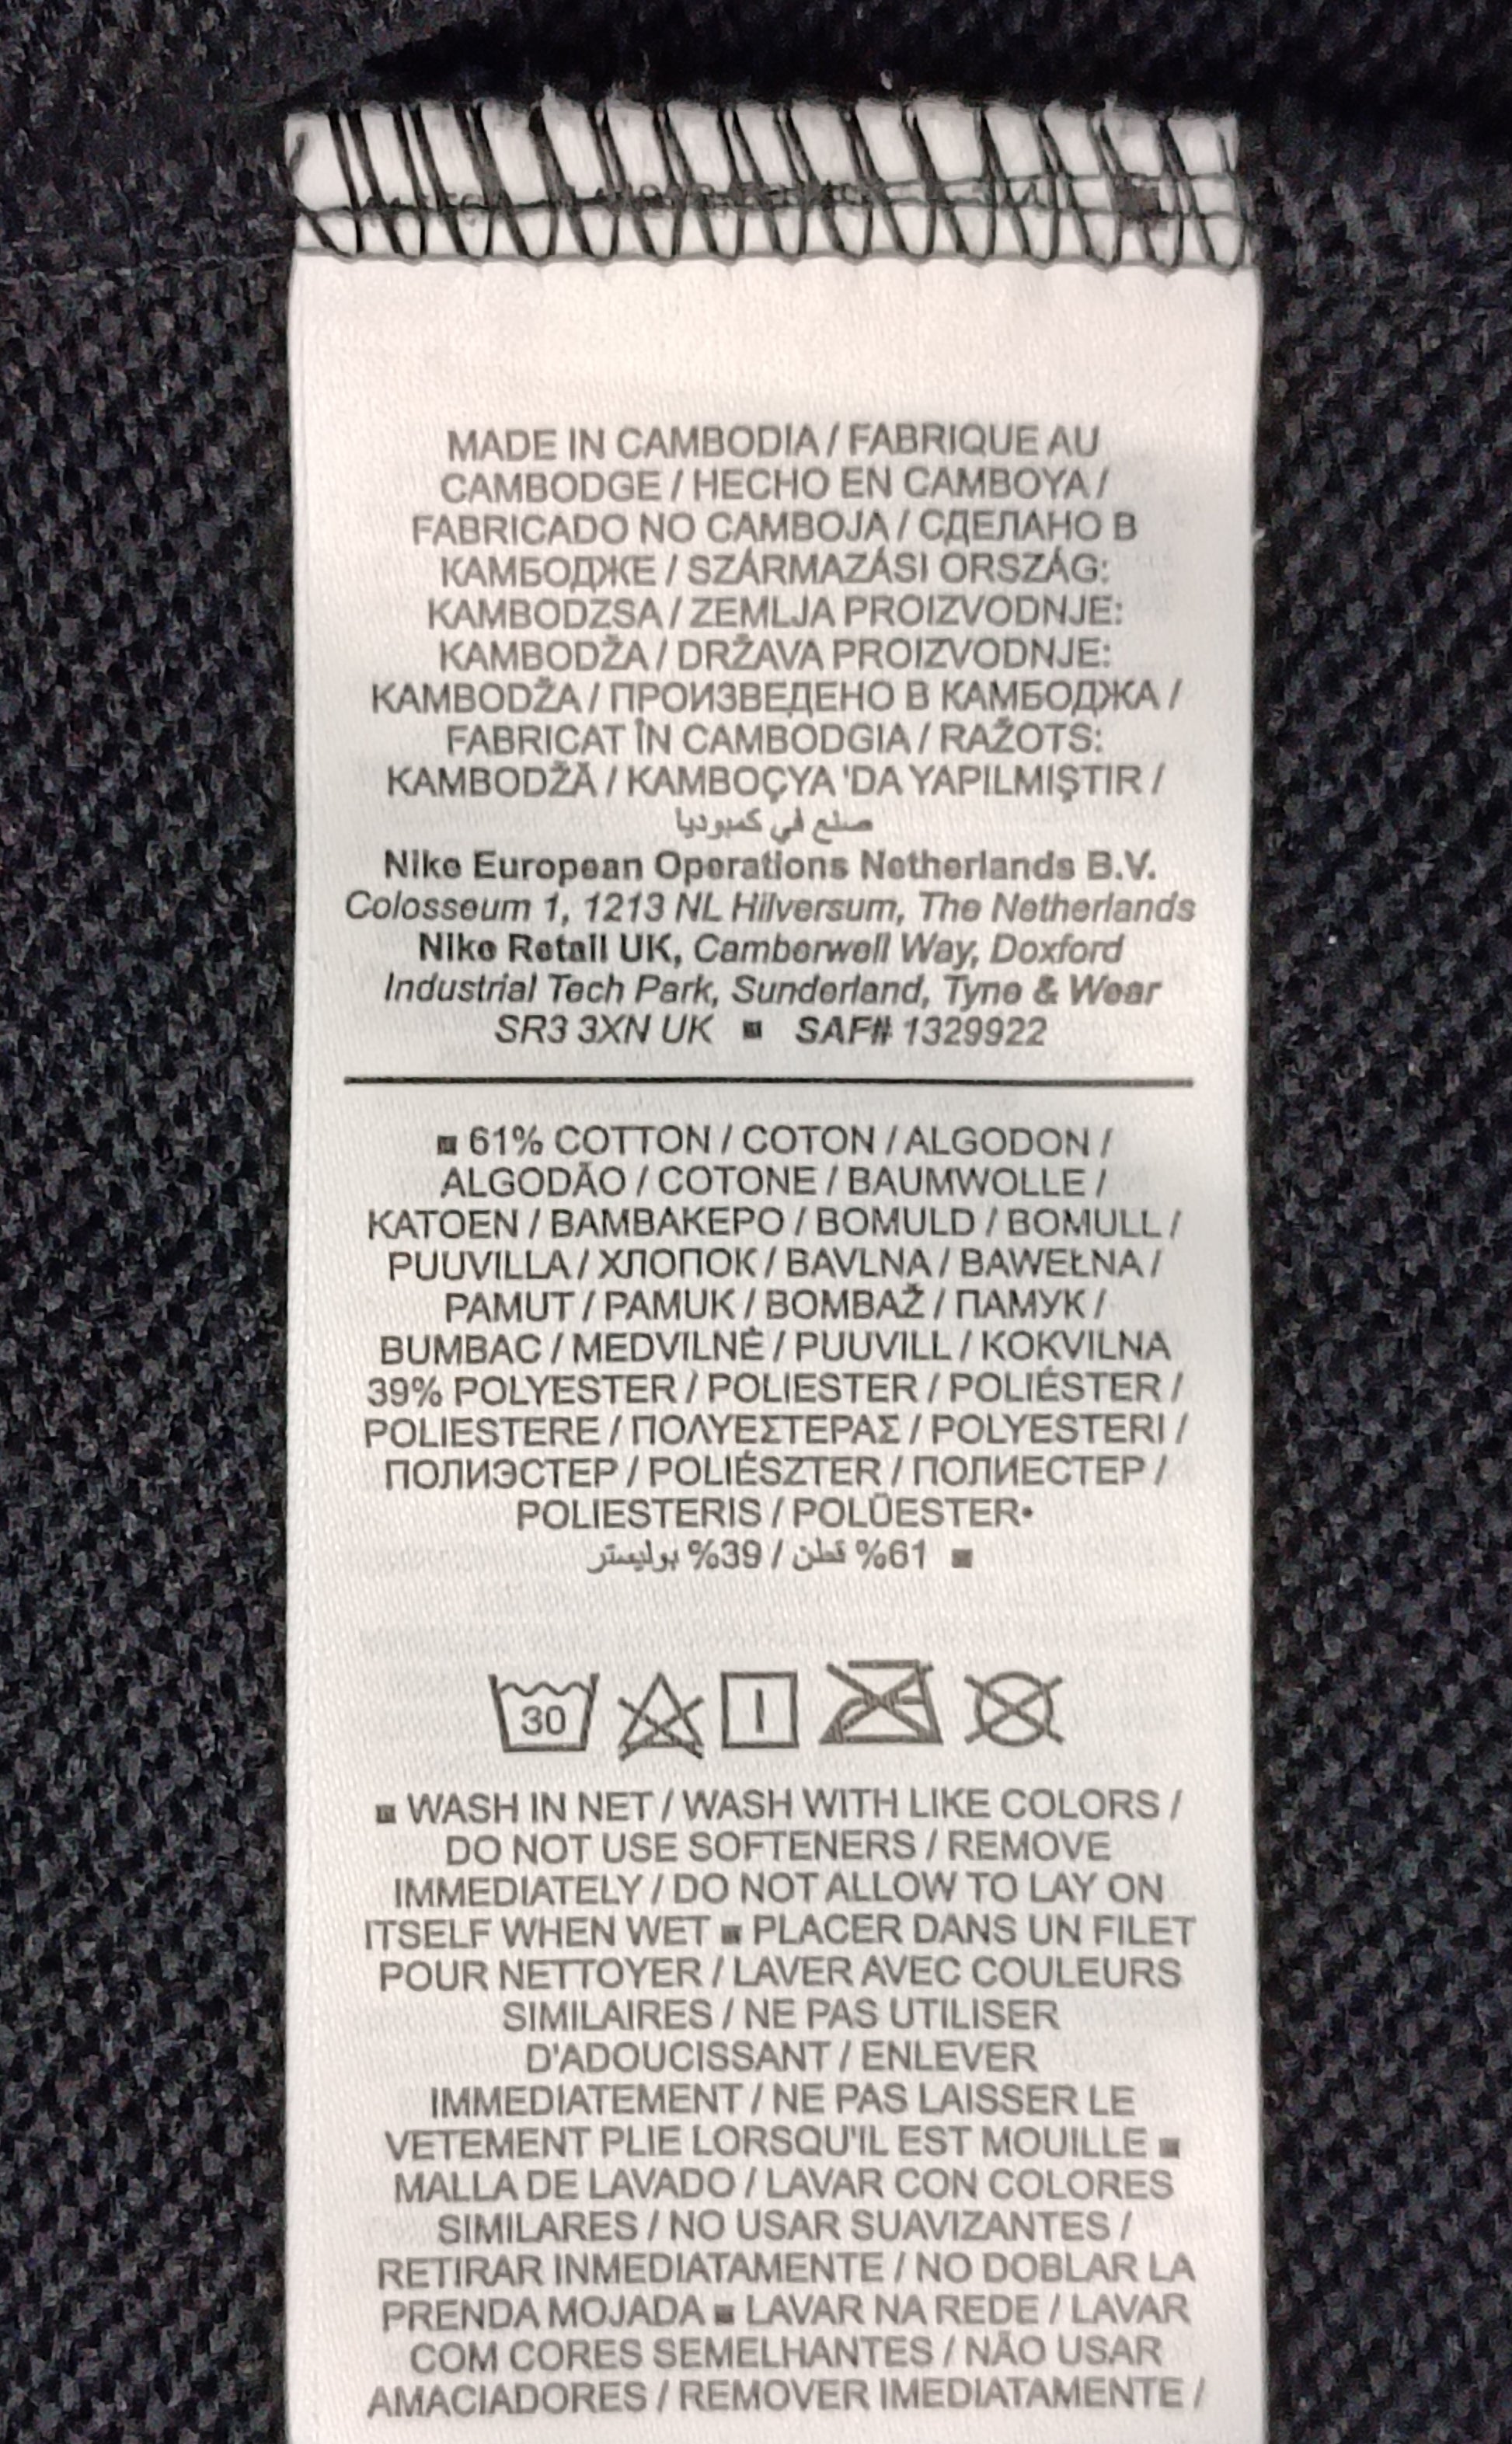 MADE IN CAMBODIA / FABRIQUE AU
CAMBODGE / HECHO EN CAMBOYA /
FABRICADO NO CAMBOJA / СДЕЛАНО В
КАМБОДЖЕ / SZÁRMAZÁSI ORSZÁG:
KAMBODZSA / ZEMLJA PROIZVODNJE:
KAMBODŽA / DRŽAVA PROIZVODNJE:
KAMBODŽA / ПРОИЗВЕДЕНО В КАМБОДЖА /
FABRICAT ÎN CAMBODGIA / RAŽOTS:
KAMBODŽĀ / KAMBOÇYA 'DA YAPILMIŞTIR /
صنع في كمبوديا
Nike European Operations Netherlands B.V.
Colosseum 1, 1213 NL Hilversum, The Netherlands
Nike Retail UK, Camberwell Way, Doxford
Industrial Tech Park, Sunderland, Tyne & Wear
SR3 3XN UK ■ SAF# 1329922
■ 61% COTTON / COTON / ALGODON /
ALGODÃO / COTONE / BAUMWOLLE /
KATOEN / ΒΑΜΒΑΚΕΡΟ / BOMULD / BOMULL /
PUUVILLA / ХЛОПОК / BAVLNA / BAWEŁNA /
PAMUT / PAMUK / BOMBAŽ / ПАМУК /
BUMBAC / MEDVILNĖ / PUUVILL / KOKVILNA
39% POLYESTER / POLIESTER / POLIÉSTER /
POLIESTERE / ΠΟΛΥΕΣΤΕΡΑΣ / POLYESTERI /
ПОЛИЭСТЕР / POLIÉSZTER / ПОЛИЕСТЕР /
POLIESTERIS / POLÜESTER•
■ 61% قطن / 39% بوليستر
30
■ WASH IN NET / WASH WITH LIKE COLORS /
DO NOT USE SOFTENERS / REMOVE
IMMEDIATELY / DO NOT ALLOW TO LAY ON
ITSELF WHEN WET ■ PLACER DANS UN FILET
POUR NETTOYER / LAVER AVEC COULEURS
SIMILAIRES / NE PAS UTILISER
D'ADOUCISSANT / ENLEVER
IMMEDIATEMENT / NE PAS LAISSER LE
VETEMENT PLIE LORSQU'IL EST MOUILLE ■
MALLA DE LAVADO / LAVAR CON COLORES
SIMILARES / NO USAR SUAVIZANTES /
RETIRAR INMEDIATAMENTE / NO DOBLAR LA
PRENDA MOJADA ■ LAVAR NA REDE / LAVAR
COM CORES SEMELHANTES / NÃO USAR
AMACIADORES / REMOVER IMEDIATAMENTE /